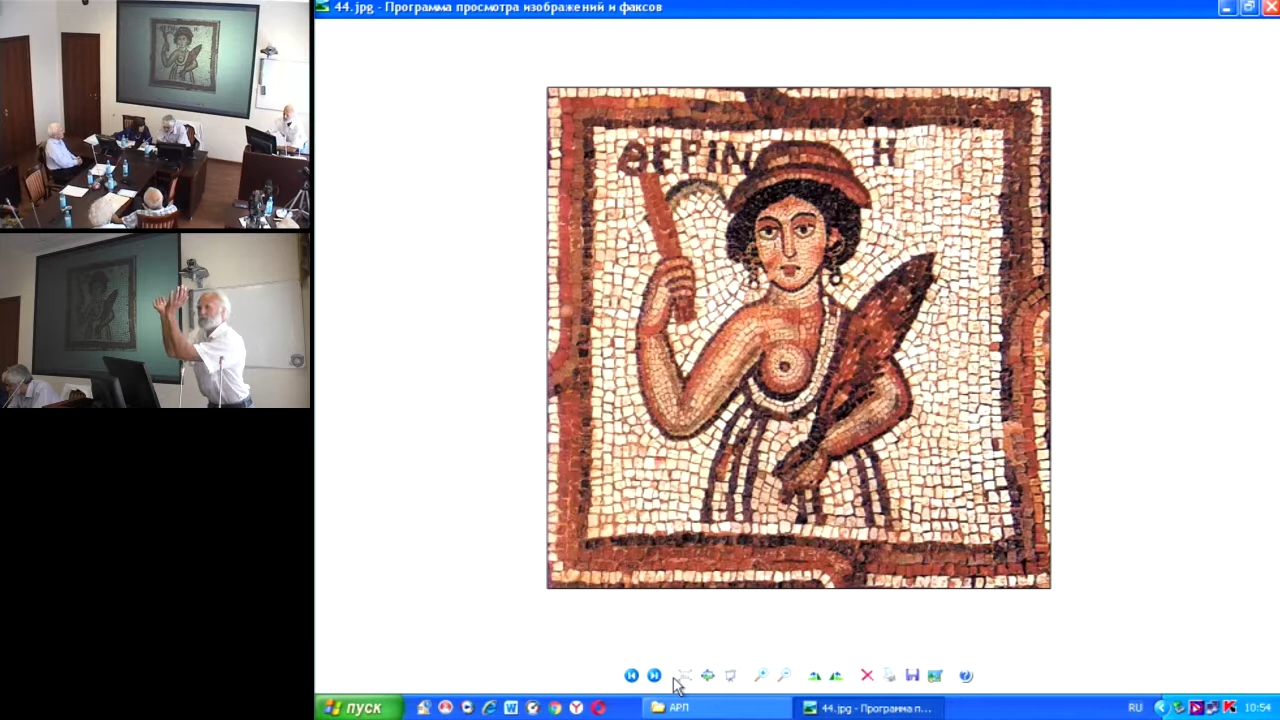 44.jpg - Программа просмотра изображений и факсов
ΘΕΡΙΝ Η
пуск
АРП
44.jpg - Программа п...
RU
10:54